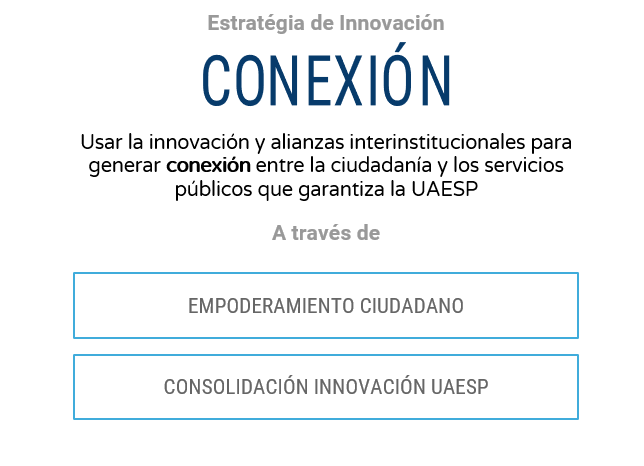 Estratégia de Innovación
CONEXIÓN
Usar la innovación y alianzas interinstitucionales para
generar conexión entre la ciudadanía y los servicios
públicos que garantiza la UAESP
A través de
EMPODERAMIENTO CIUDADANO
CONSOLIDACIÓN INNOVACIÓN UAESP